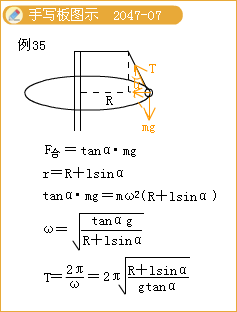 手写板图示 2047-07
例35
T
R
mg
F合=tanα·mg
r=R+lsinα
tanα·mg=mω²(R+lsinα)
ω=√(tanαg/(R+lsinα))
T=2π/ω=2π√((R+lsinα)/(gtanα))